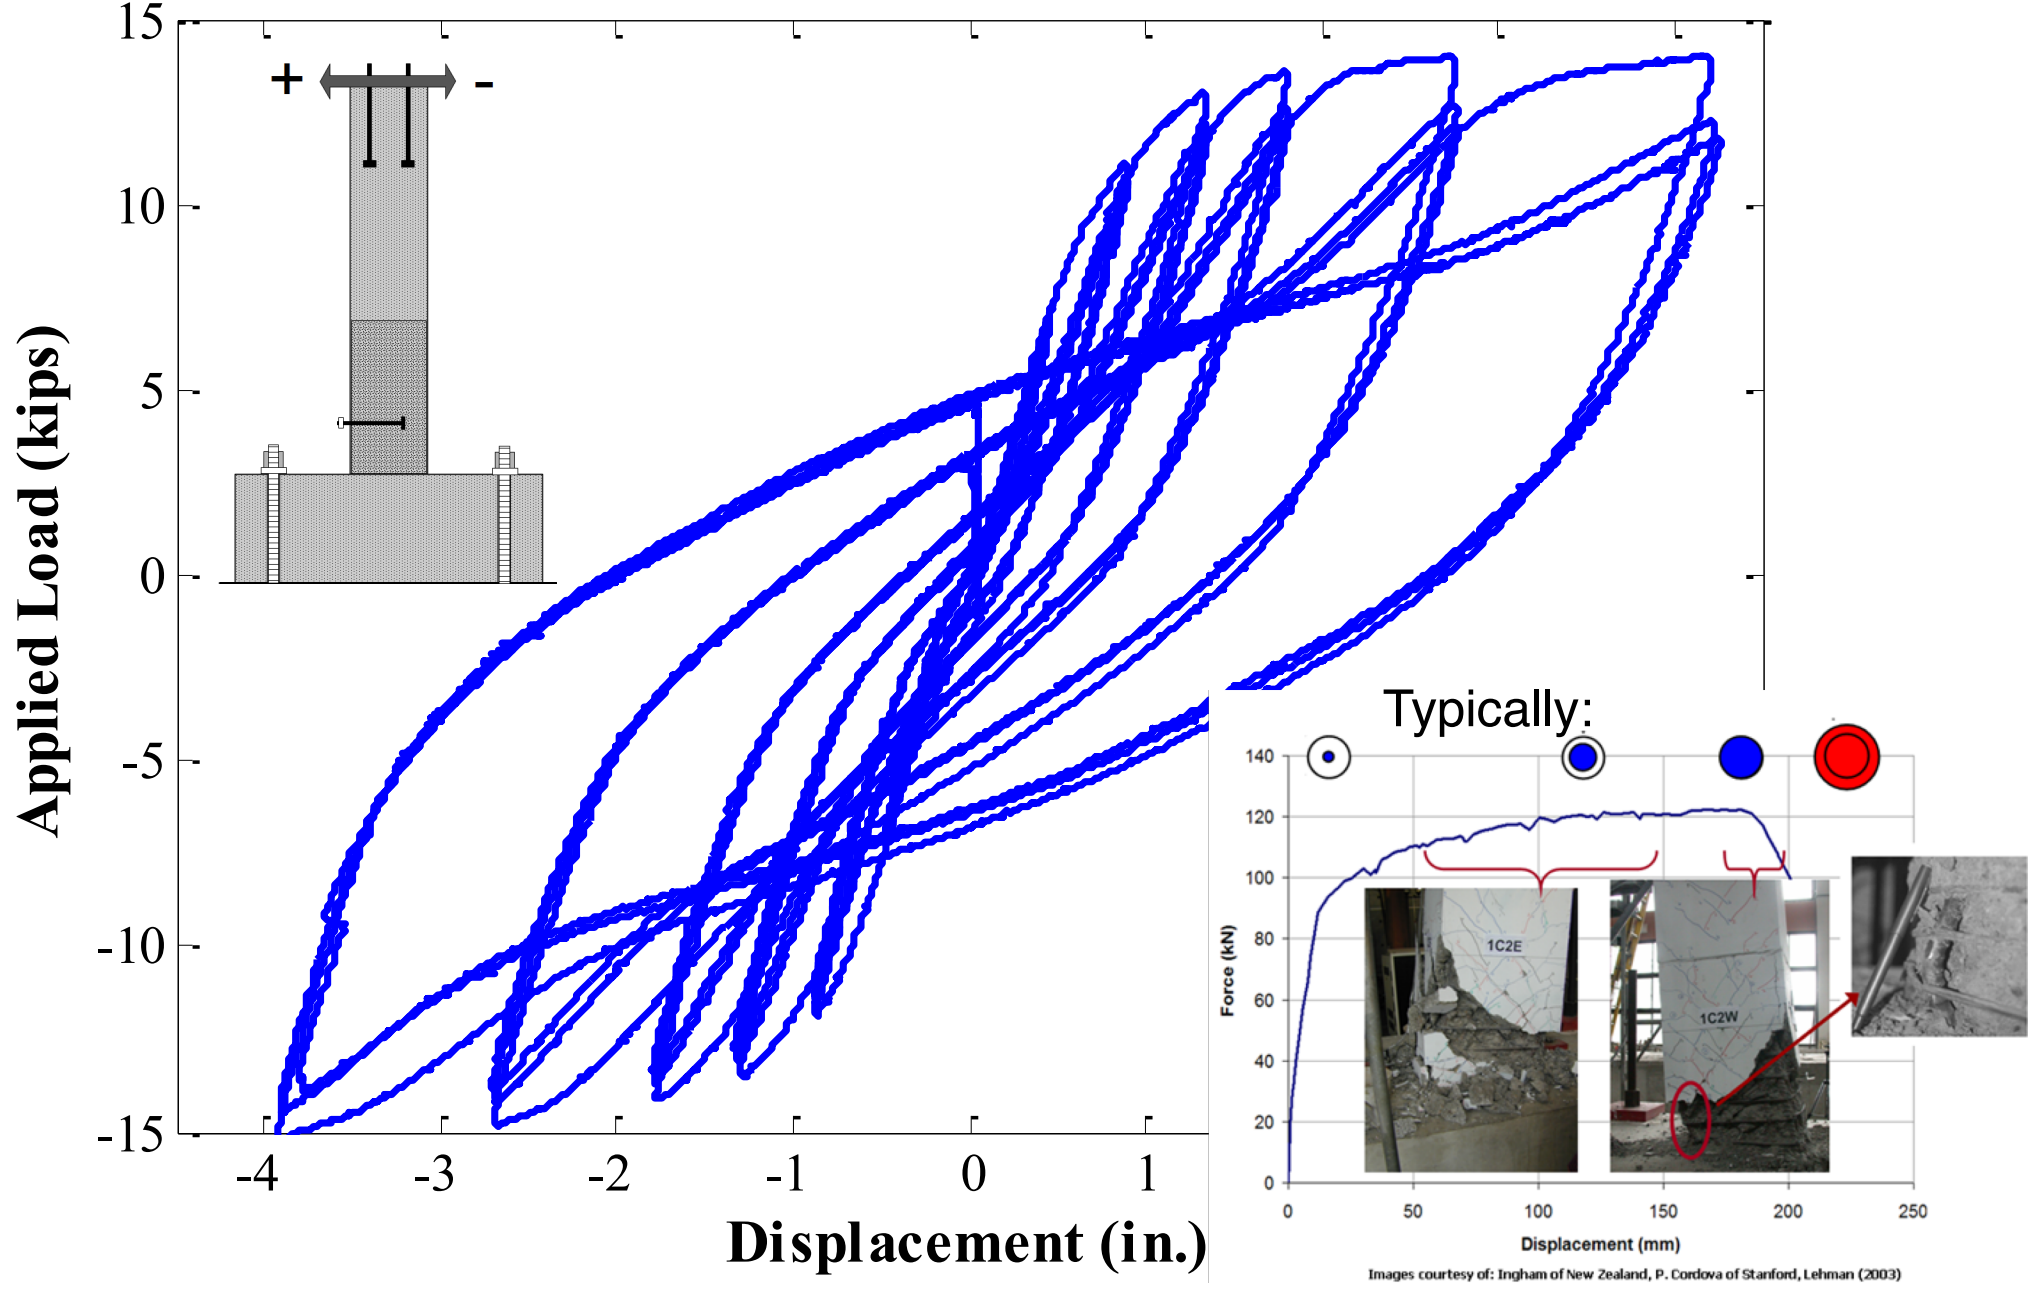 Applied Load (kips)
15
10
5
0
-5
-10
-15
+ -
-4 -3 -2 -1 0 1
Displacement (in.)
Typically:
Force (kN)
140
120
100
80
60
40
20
0
1C2E
1C2W
0 50 100 150 200 250
Displacement (mm)
Images courtesy of: Ingham of New Zealand, P. Cordova of Stanford, Lehman (2003)